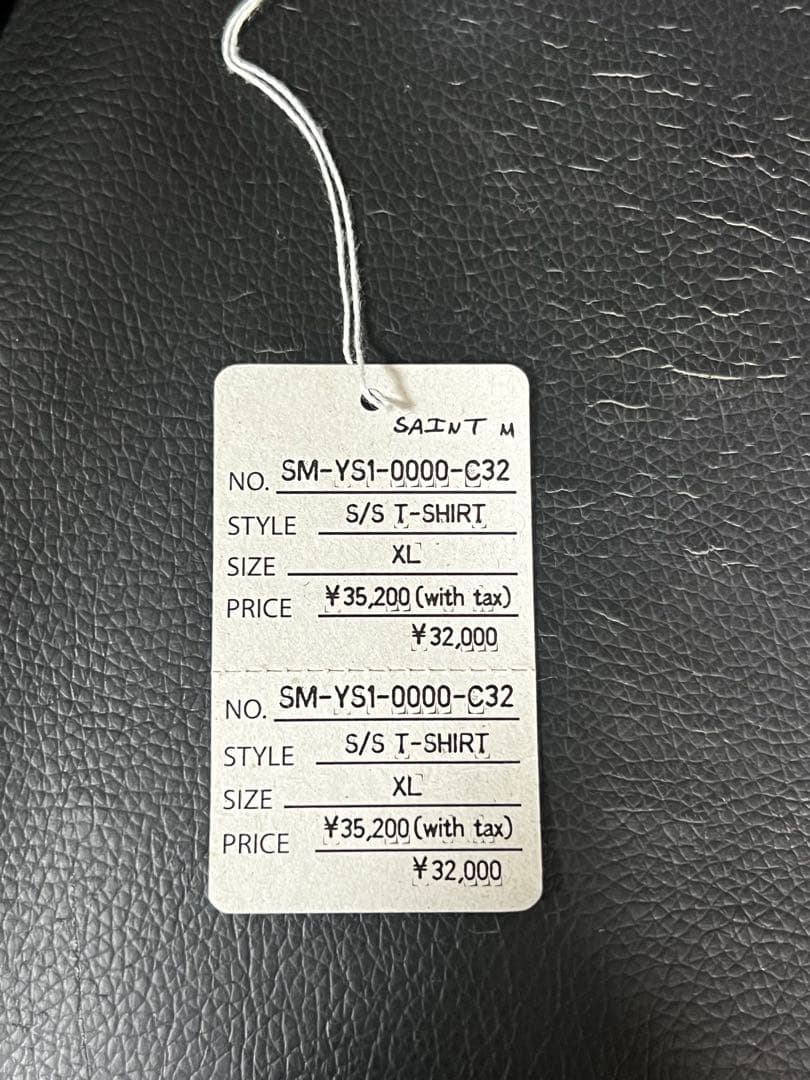 SAINT M
NO. SM-YS1-0000-C32
STYLE S/S T-SHIRT
SIZE XL
PRICE ¥35,200(with tax)
¥32,000
NO. SM-YS1-0000-C32
STYLE S/S T-SHIRT
SIZE XL
PRICE ¥35,200(with tax)
¥32,000